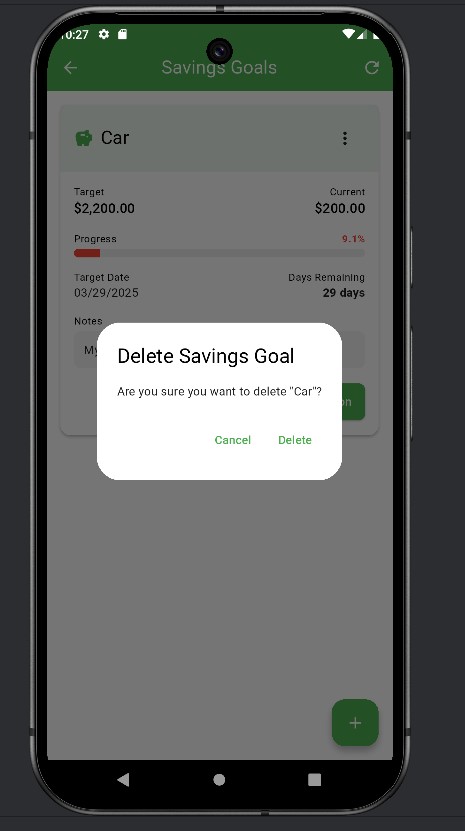 10:27
Savings Goals
Car
Target
Current
$2,200.00
$200.00
Progress
9.1%
Target Date
Days Remaining
03/29/2025
29 days
Notes
My
Delete Savings Goal
Are you sure you want to delete "Car"?
on
Cancel
Delete